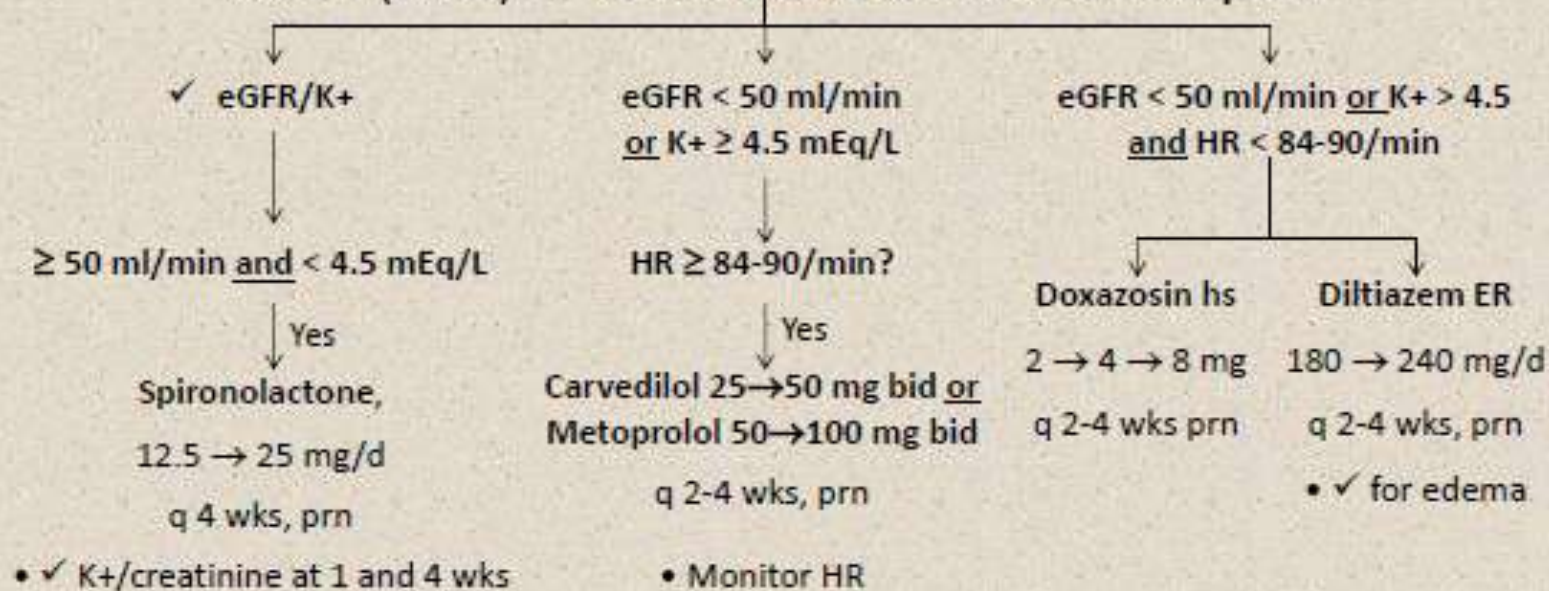 ✓ eGFR/K+
≥ 50 ml/min and < 4.5 mEq/L
Yes
Spironolactone,
12.5 → 25 mg/d
q 4 wks, prn
• ✓ K+/creatinine at 1 and 4 wks
eGFR < 50 ml/min
or K+ ≥ 4.5 mEq/L
HR ≥ 84-90/min?
Yes
Carvedilol 25→50 mg bid or
Metoprolol 50→100 mg bid
q 2-4 wks, prn
• Monitor HR
eGFR < 50 ml/min or K+ > 4.5
and HR < 84-90/min
Doxazosin hs
2 → 4 → 8 mg
q 2-4 wks prn
Diltiazem ER
180 → 240 mg/d
q 2-4 wks, prn
• ✓ for edema